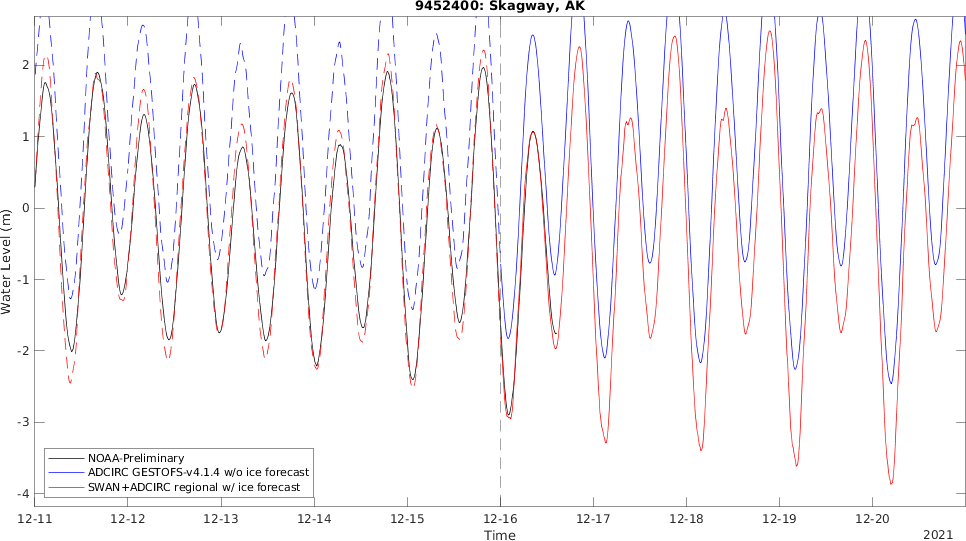 9452400: Skagway, AK
Water Level (m)
2
1
0
-1
-2
-3
-4
NOAA-Preliminary
ADCIRC GESTOFS-v4.1.4 w/o ice forecast
SWAN+ADCIRC regional w/ ice forecast
12-11 12-12 12-13 12-14 12-15 12-16 12-17 12-18 12-19 12-20
Time
2021